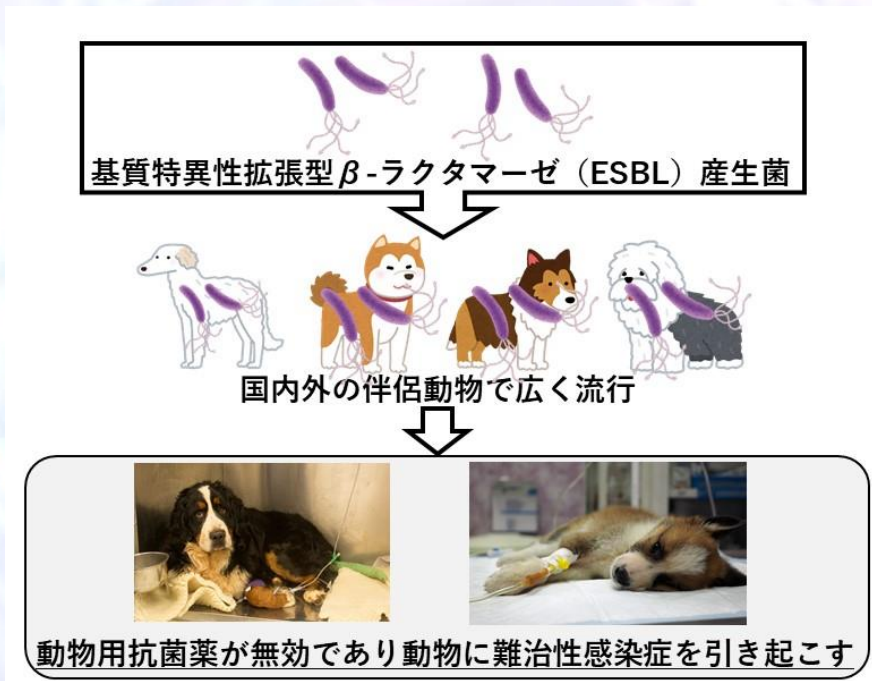 基質特異性拡張型β-ラクタマーゼ（ESBL）産生菌
国内外の伴侶動物で広く流行
動物用抗菌薬が無効であり動物に難治性感染症を引き起こす